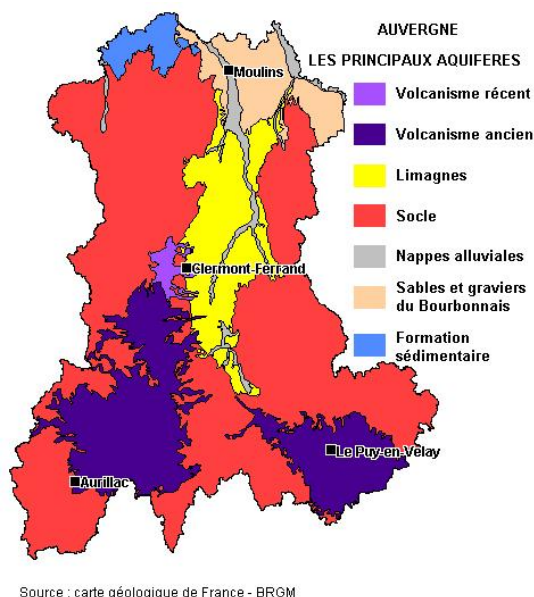 AUVERGNE
LES PRINCIPAUX AQUIFERES
Moulins
Volcanisme récent
Volcanisme ancien
Limagnes
Socle
Nappes alluviales
Clermont-Ferrand
Sables et graviers
du Bourbonnais
Formation
sédimentaire
Le Puy-en-Velay
Aurillac
Source : carte géologique de France - BRGM